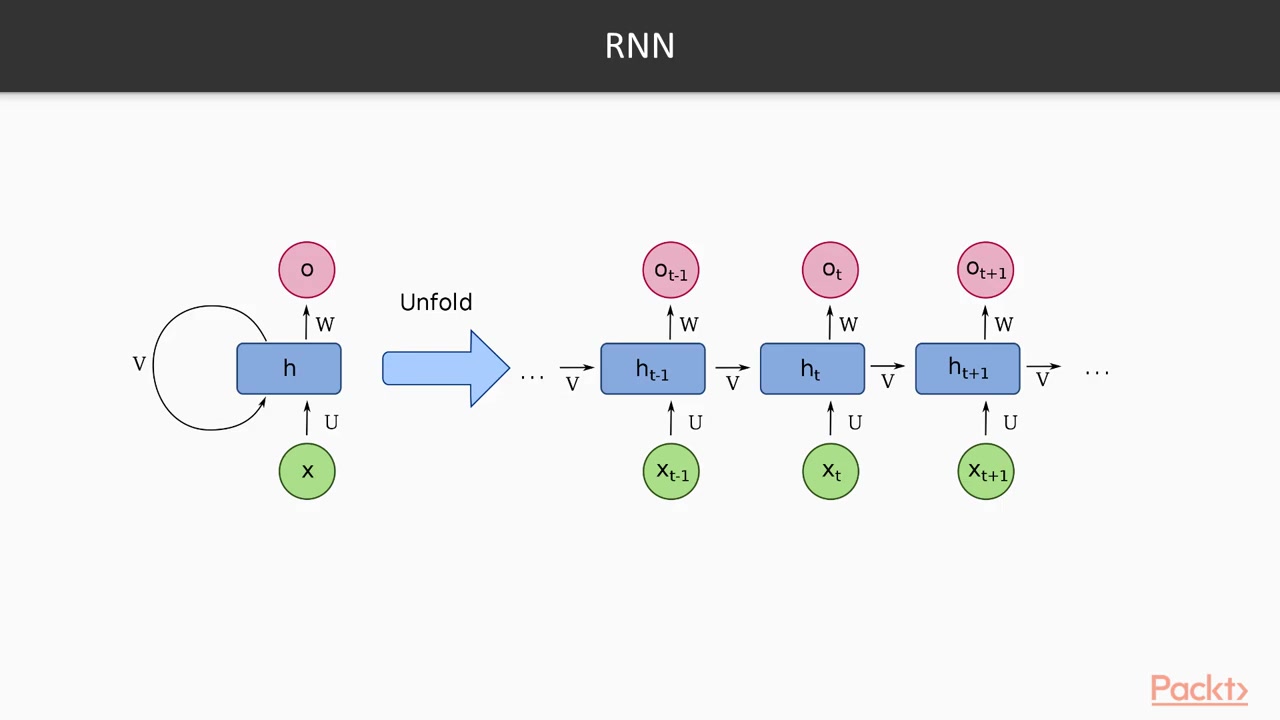 RNN
o
W
V
h
U
x
Unfold
...
V
o_{t-1}
W
h_{t-1}
U
x_{t-1}
V
o_t
W
h_t
U
x_t
V
o_{t+1}
W
h_{t+1}
U
x_{t+1}
V
...
Packt>